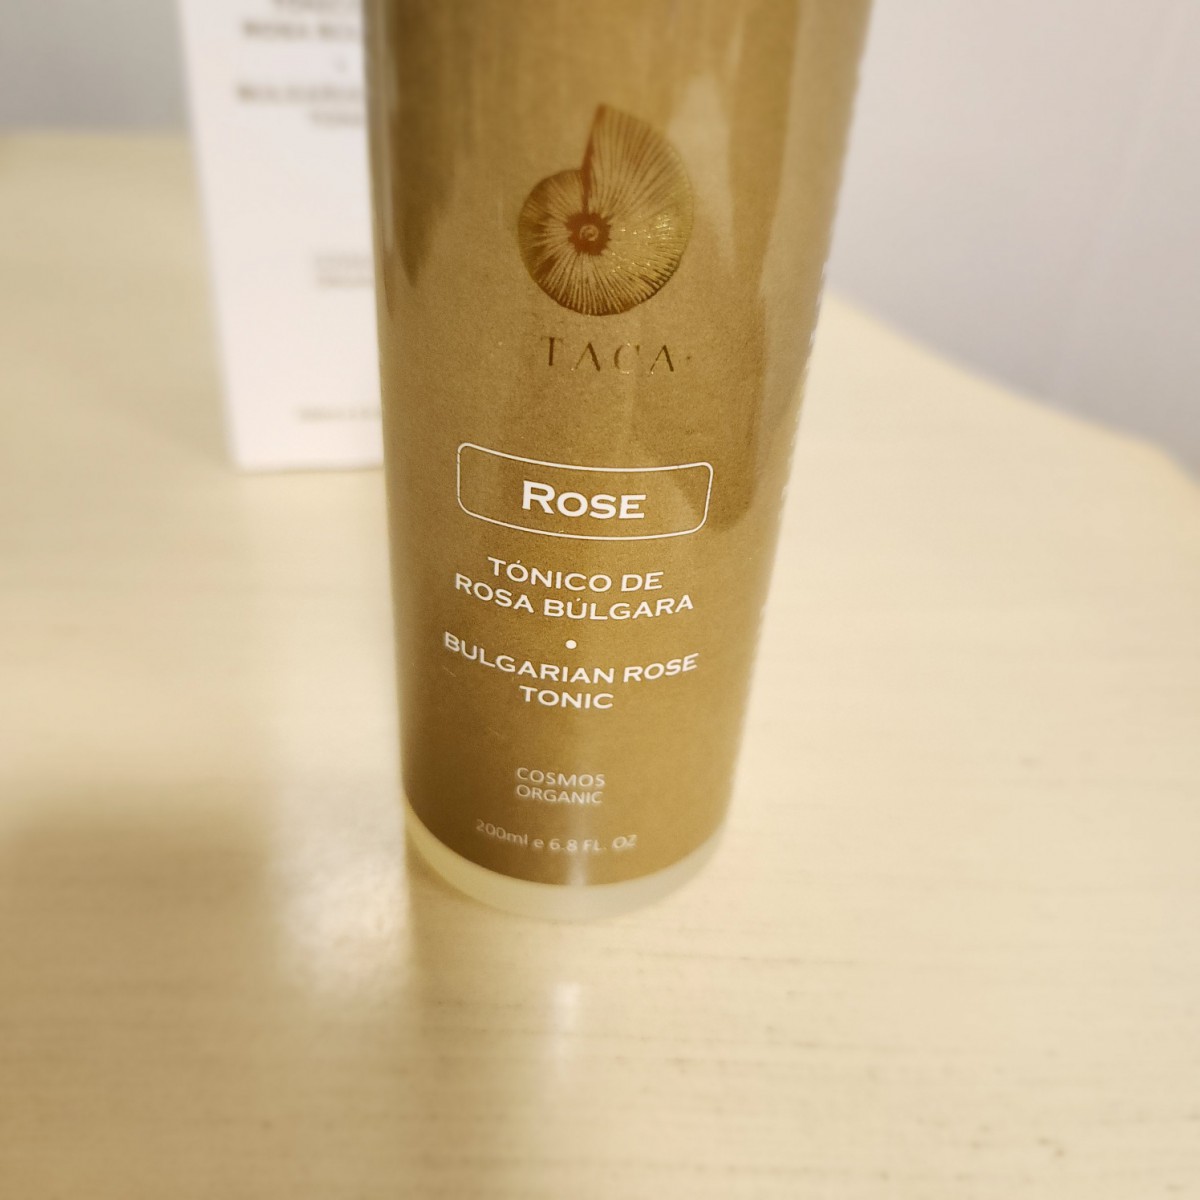 TACA
ROSE
TÓNICO DE
ROSA BÚLGARA
•
BULGARIAN ROSE
TONIC
COSMOS
ORGANIC
200ml e 6.8 FL. OZ